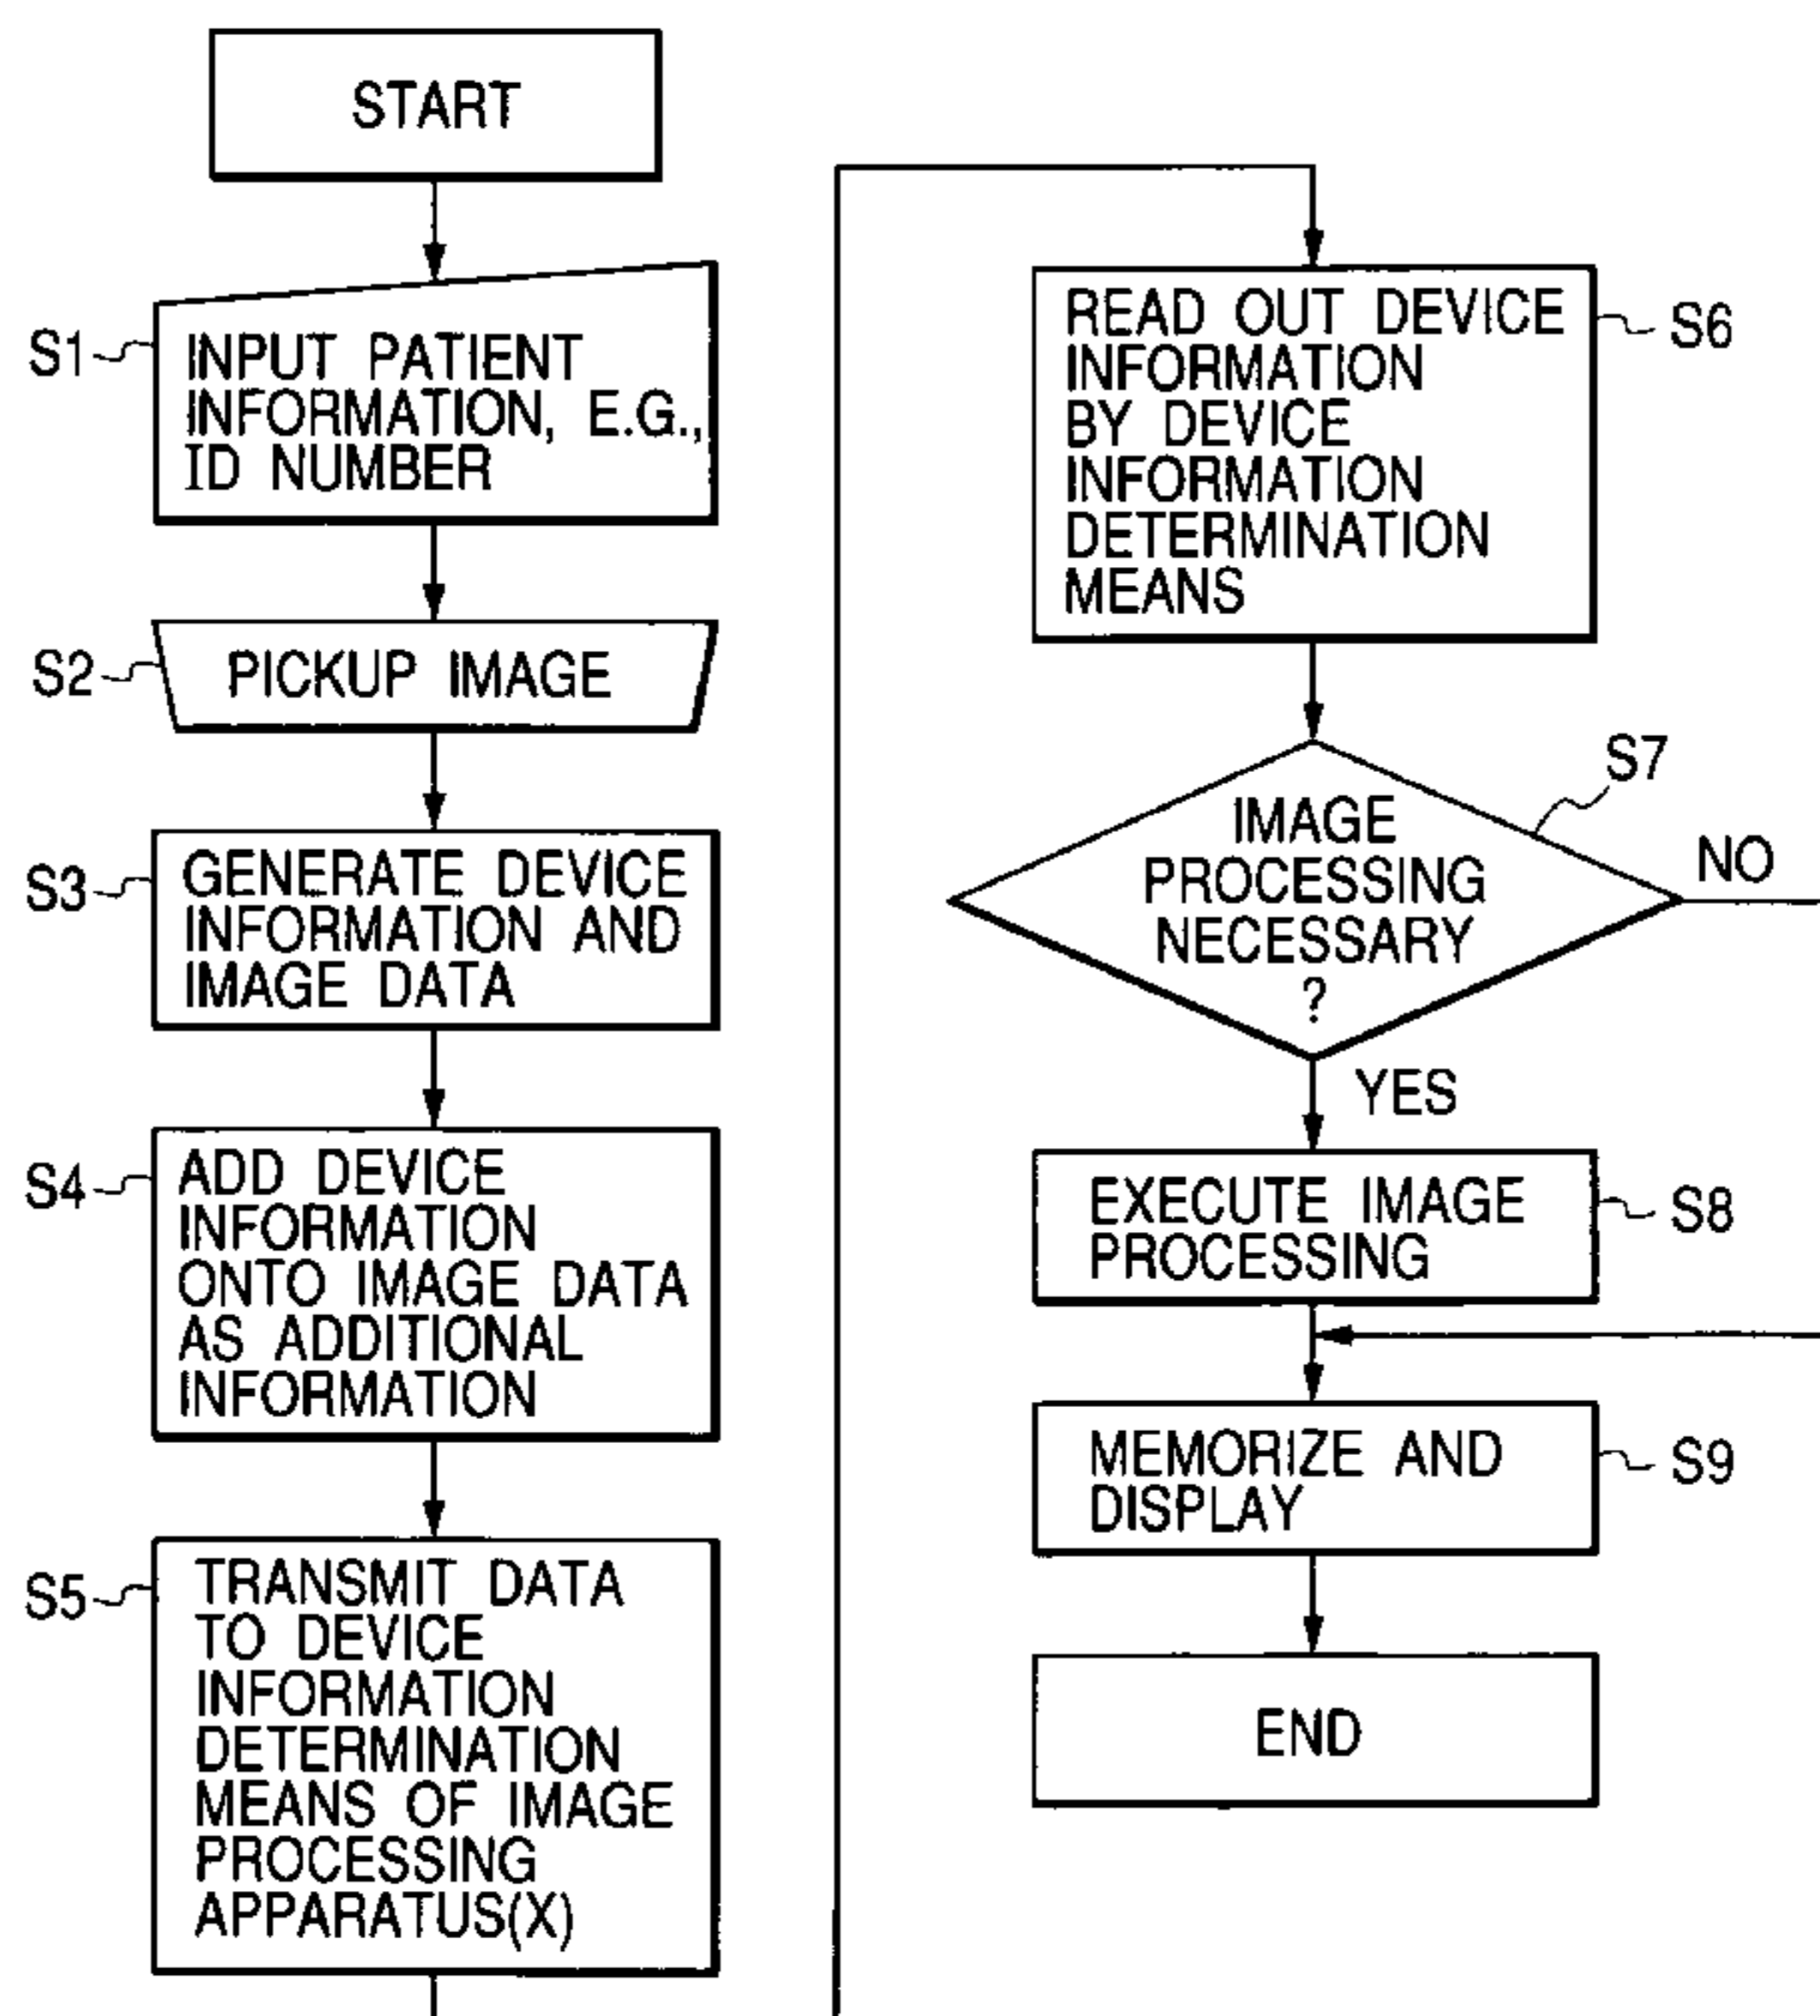 START
S1
INPUT PATIENT
INFORMATION, E.G.,
ID NUMBER
S2
PICKUP IMAGE
S3
GENERATE DEVICE
INFORMATION AND
IMAGE DATA
S4
ADD DEVICE
INFORMATION
ONTO IMAGE DATA
AS ADDITIONAL
INFORMATION
S5
TRANSMIT DATA
TO DEVICE
INFORMATION
DETERMINATION
MEANS OF IMAGE
PROCESSING
APPARATUS(X)
READ OUT DEVICE
INFORMATION
BY DEVICE
INFORMATION
DETERMINATION
MEANS
S6
S7
IMAGE
PROCESSING
NECESSARY
?
NO
YES
EXECUTE IMAGE
PROCESSING
S8
MEMORIZE AND
DISPLAY
S9
END